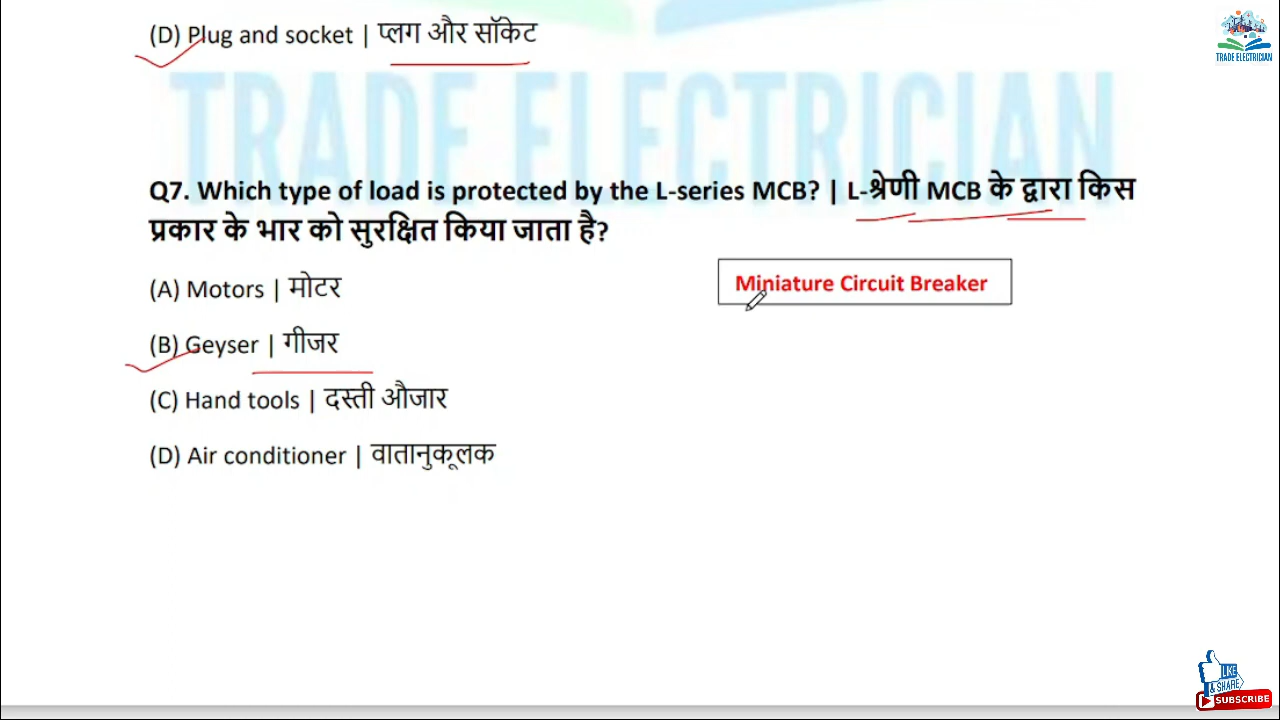 (D) Plug and socket | प्लग और सॉकेट
TRADE ELECTRICIAN
TRADE ELECTRICIAN
Q7. Which type of load is protected by the L-series MCB? | L-श्रेणी MCB के द्वारा किस
प्रकार के भार को सुरक्षित किया जाता है?
(A) Motors | मोटर
Miniature Circuit Breaker
(B) Geyser | गीजर
(C) Hand tools | दस्ती औजार
(D) Air conditioner | वातानुकूलक
LIKE
& SHARE
SUBSCRIBE